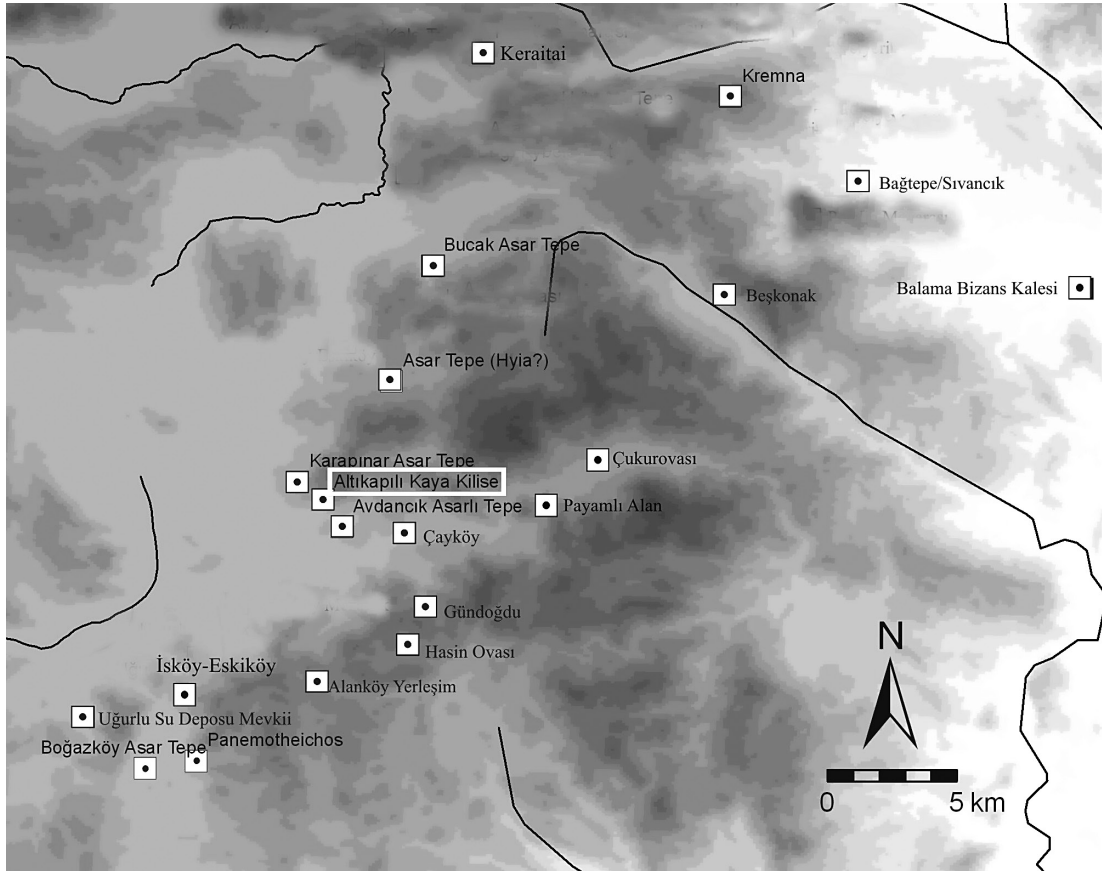 Keraitai
Kremna
Bağtepe/Sıvancık
Bucak Asar Tepe
Balama Bizans Kalesi
Beşkonak
Asar Tepe (Hyia?)
Karapınar Asar Tepe
Çukurovası
Altıkapılı Kaya Kilise
Avdancık Asarlı Tepe
Payamlı Alan
Çayköy
Gündoğdu
N
Hasin Ovası
İsköy-Eskiköy
Alanköy Yerleşim
Uğurlu Su Deposu Mevkii
Panemotheichos
Boğazköy Asar Tepe
0 5 km